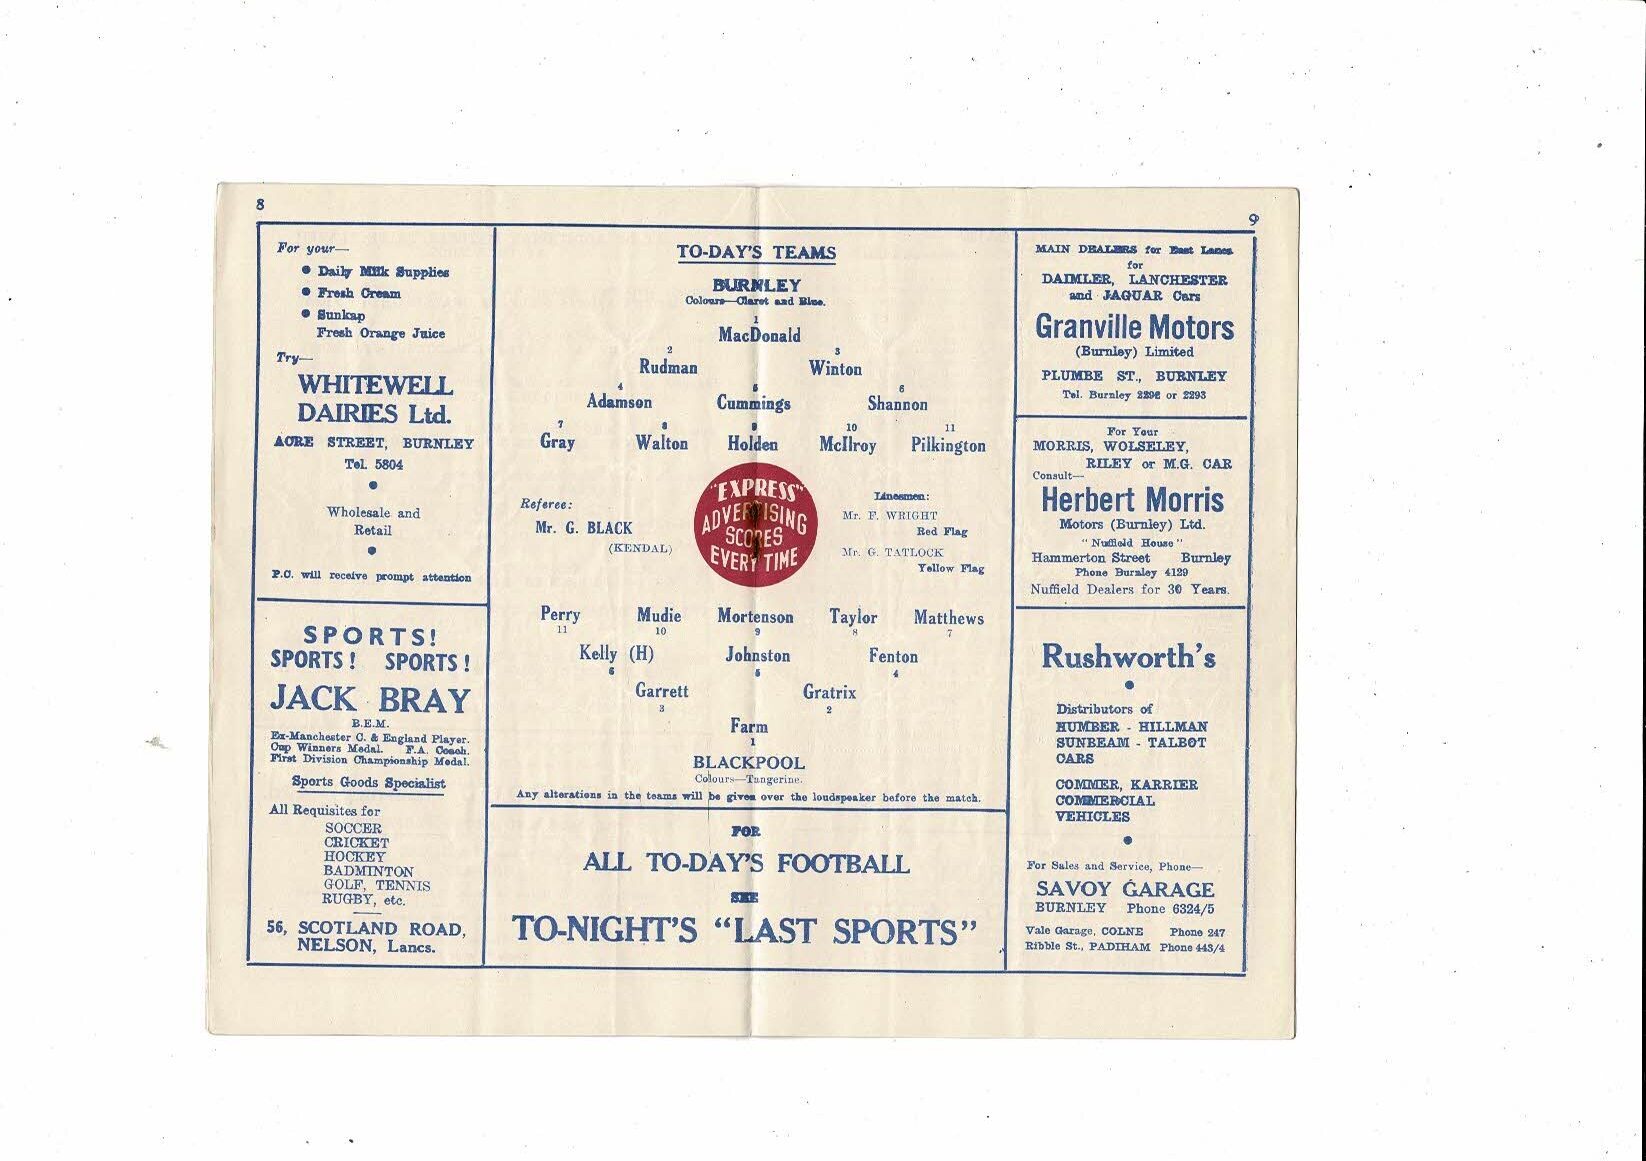 8
9
For your—
● Daily Milk Supplies
● Fresh Cream
● Sunkap
Fresh Orange Juice
Try—
WHITEWELL
DAIRIES Ltd.
ACRE STREET, BURNLEY
Tel. 5804
●
Wholesale and
Retail
●
P.C. will receive prompt attention
SPORTS!
SPORTS! SPORTS!
JACK BRAY
B.E.M.
Ex-Manchester C. & England Player.
Cup Winners Medal. F.A. Coach.
First Division Championship Medal.
Sports Goods Specialist
All Requisites for
SOCCER
CRICKET
HOCKEY
BADMINTON
GOLF, TENNIS
RUGBY, etc.
56, SCOTLAND ROAD,
NELSON, Lancs.
TO-DAY'S TEAMS
BURNLEY
Colours—Claret and Blue.
1
MacDonald
2 3
Rudman Winton
4 5 6
Adamson Cummings Shannon
7 8 9 10 11
Gray Walton Holden McIlroy Pilkington
Referee:
Mr. G. BLACK
(KENDAL)
"EXPRESS"
ADVERTISING
SCORES
EVERY TIME
Linesmen:
Mr. F. WRIGHT
Red Flag
Mr. G. TATLOCK
Yellow Flag
Perry Mudie Mortenson Taylor Matthews
11 10 9 8 7
Kelly (H) Johnston Fenton
6 5 4
Garrett Gratrix
3 2
Farm
1
BLACKPOOL
Colours—Tangerine.
Any alterations in the teams will be given over the loudspeaker before the match.
FOR
ALL TO-DAY'S FOOTBALL
SEE
TO-NIGHT'S "LAST SPORTS"
MAIN DEALERS for East Lancs
for
DAIMLER, LANCHESTER
and JAGUAR Cars
Granville Motors
(Burnley) Limited
PLUMBE ST., BURNLEY
Tel. Burnley 2292 or 2293
For Your
MORRIS, WOLSELEY,
RILEY or M.G. CAR
Consult—
Herbert Morris
Motors (Burnley) Ltd.
"Nuffield House"
Hammerton Street Burnley
Phone Burnley 4129
Nuffield Dealers for 30 Years.
Rushworth's
●
Distributors of
HUMBER - HILLMAN
SUNBEAM - TALBOT
CARS
COMMER, KARRIER
COMMERCIAL
VEHICLES
●
For Sales and Service, Phone—
SAVOY GARAGE
BURNLEY Phone 6324/5
Vale Garage, COLNE Phone 247
Ribble St., PADIHAM Phone 443/4